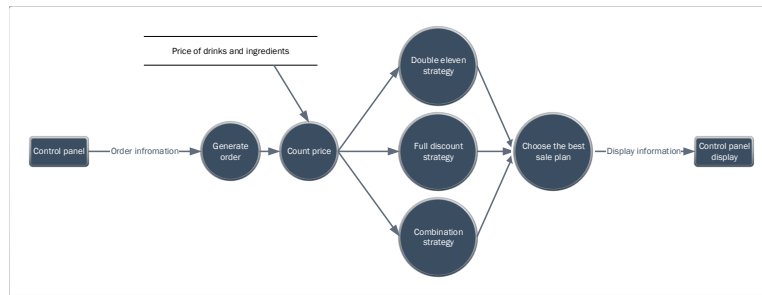 Price of drinks and ingredients
Double eleven
strategy
Control panel
Order infromation
Generate
order
Count price
Full discount
strategy
Choose the best
sale plan
Display information
Control panel
display
Combination
strategy